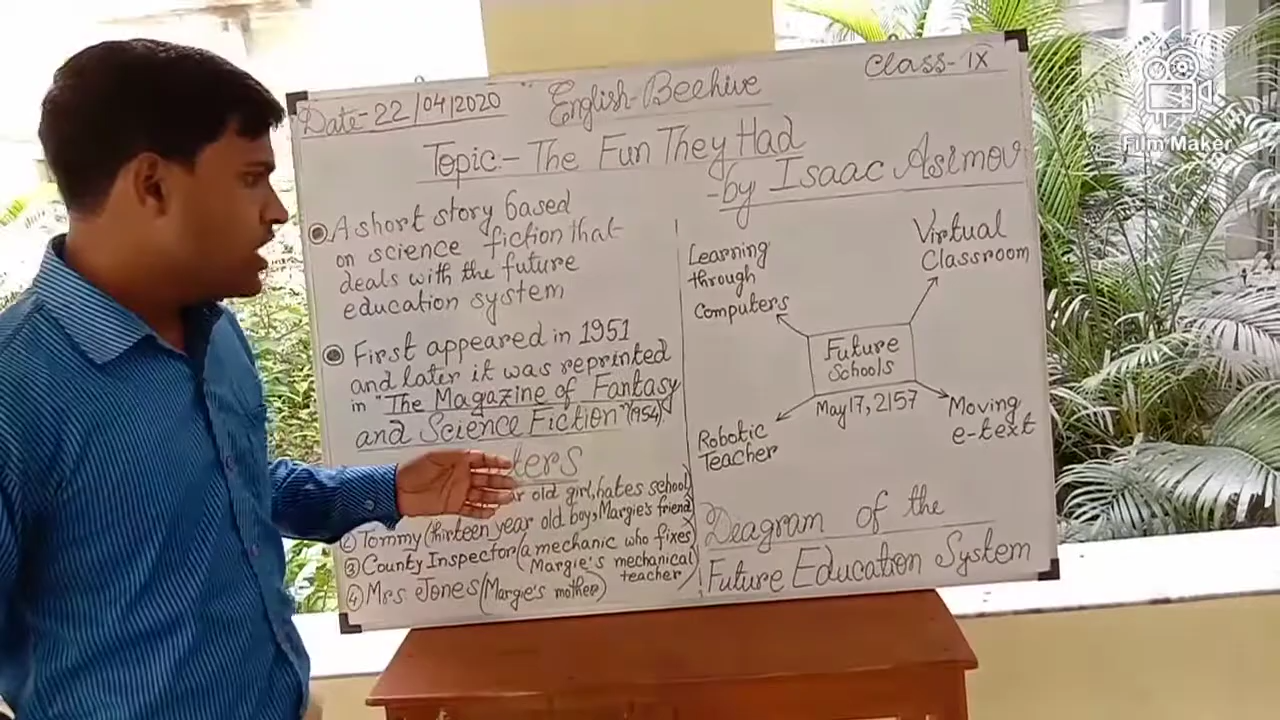 Date- 22/04/2020
English-Beehive
Class- IX
Topic:- The Fun They Had
-by Isaac Asimov
A short story based
on science fiction that
deals with the future
education system
First appeared in 1951
and later it was reprinted
in "The Magazine of Fantasy
and Science Fiction" (1954).
old girl, hates school)
② Tommy (thirteen year old boy, Margie's friend)
③ County Inspector (a mechanic who fixes
Margie's mechanical
teacher)
④ Mrs Jones (Margie's mother)
Learning
through
Computers
Virtual
Classroom
Future
Schools
May 17, 2157
Robotic
Teacher
Moving
e-text
Deagram of the
Future Education System
Film Maker